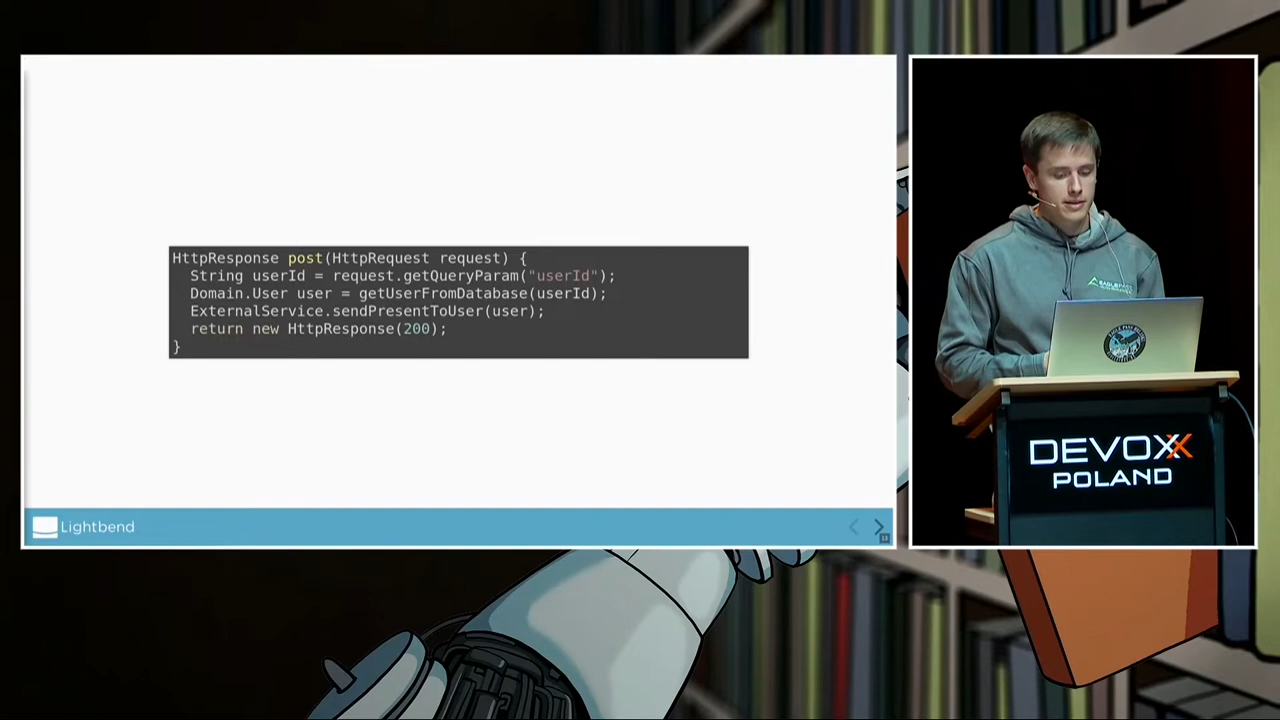 HttpResponse post(HttpRequest request) {
String userId = request.getQueryParam("userId");
Domain.User user = getUserFromDatabase(userId);
ExternalService.sendPresentToUser(user);
return new HttpResponse(200);
}
Lightbend
DEVOXX
POLAND